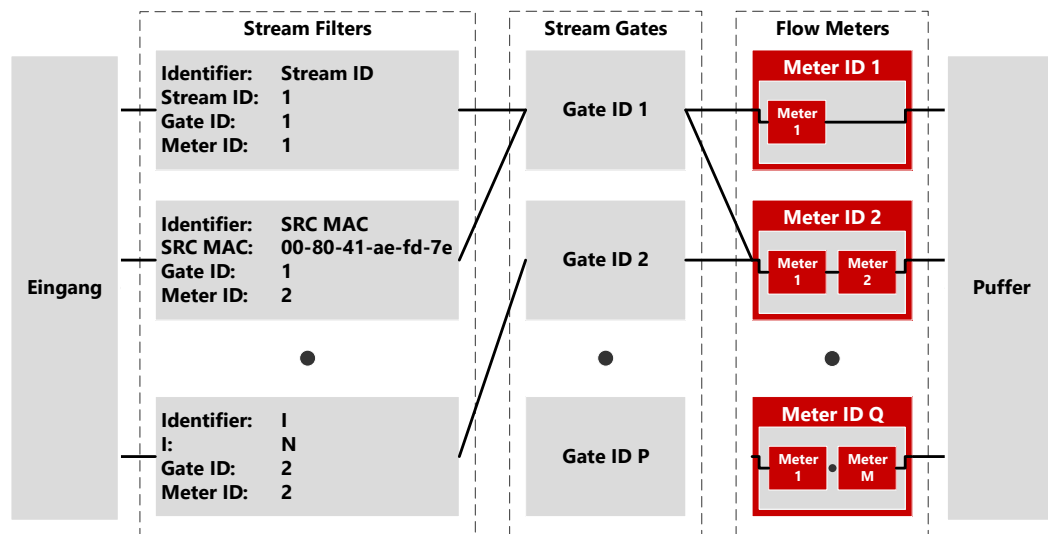 Stream Filters
Stream Gates
Flow Meters
Eingang
Identifier: Stream ID
Stream ID: 1
Gate ID: 1
Meter ID: 1
Identifier: SRC MAC
SRC MAC: 00-80-41-ae-fd-7e
Gate ID: 1
Meter ID: 2
Identifier: I
I: N
Gate ID: 2
Meter ID: 2
Gate ID 1
Gate ID 2
Gate ID P
Meter ID 1
Meter
1
Meter ID 2
Meter
1
Meter
2
Meter ID Q
Meter
1
Meter
M
Puffer